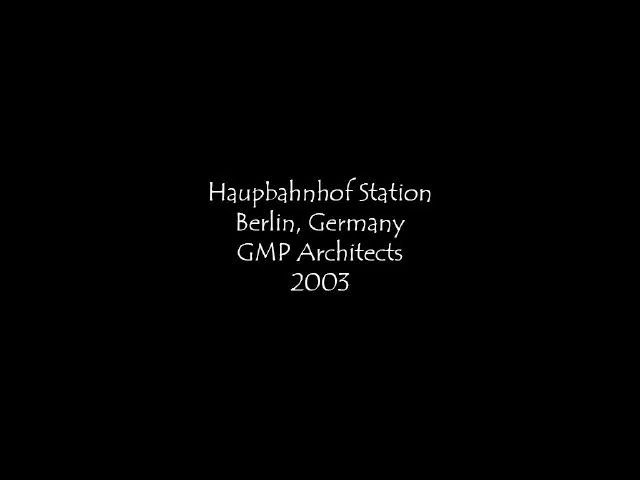 Haupbahnhof Station
Berlin, Germany
GMP Architects
2003